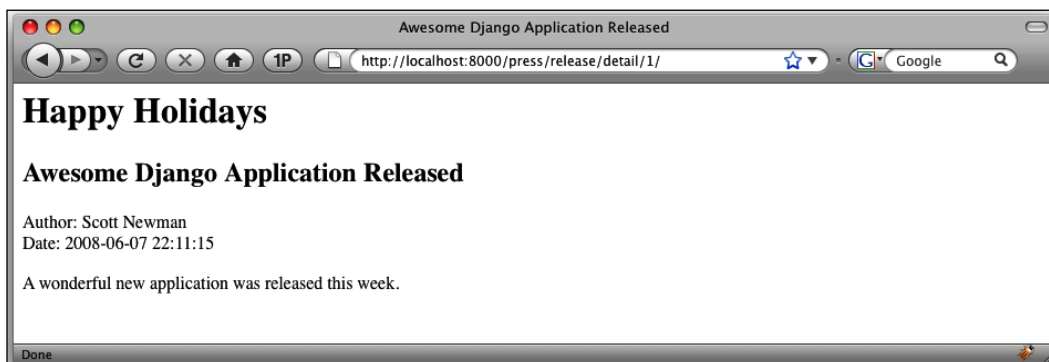 Awesome Django Application Released
1P http://localhost:8000/press/release/detail/1/ G Google
Happy Holidays
Awesome Django Application Released
Author: Scott Newman
Date: 2008-06-07 22:11:15
A wonderful new application was released this week.
Done